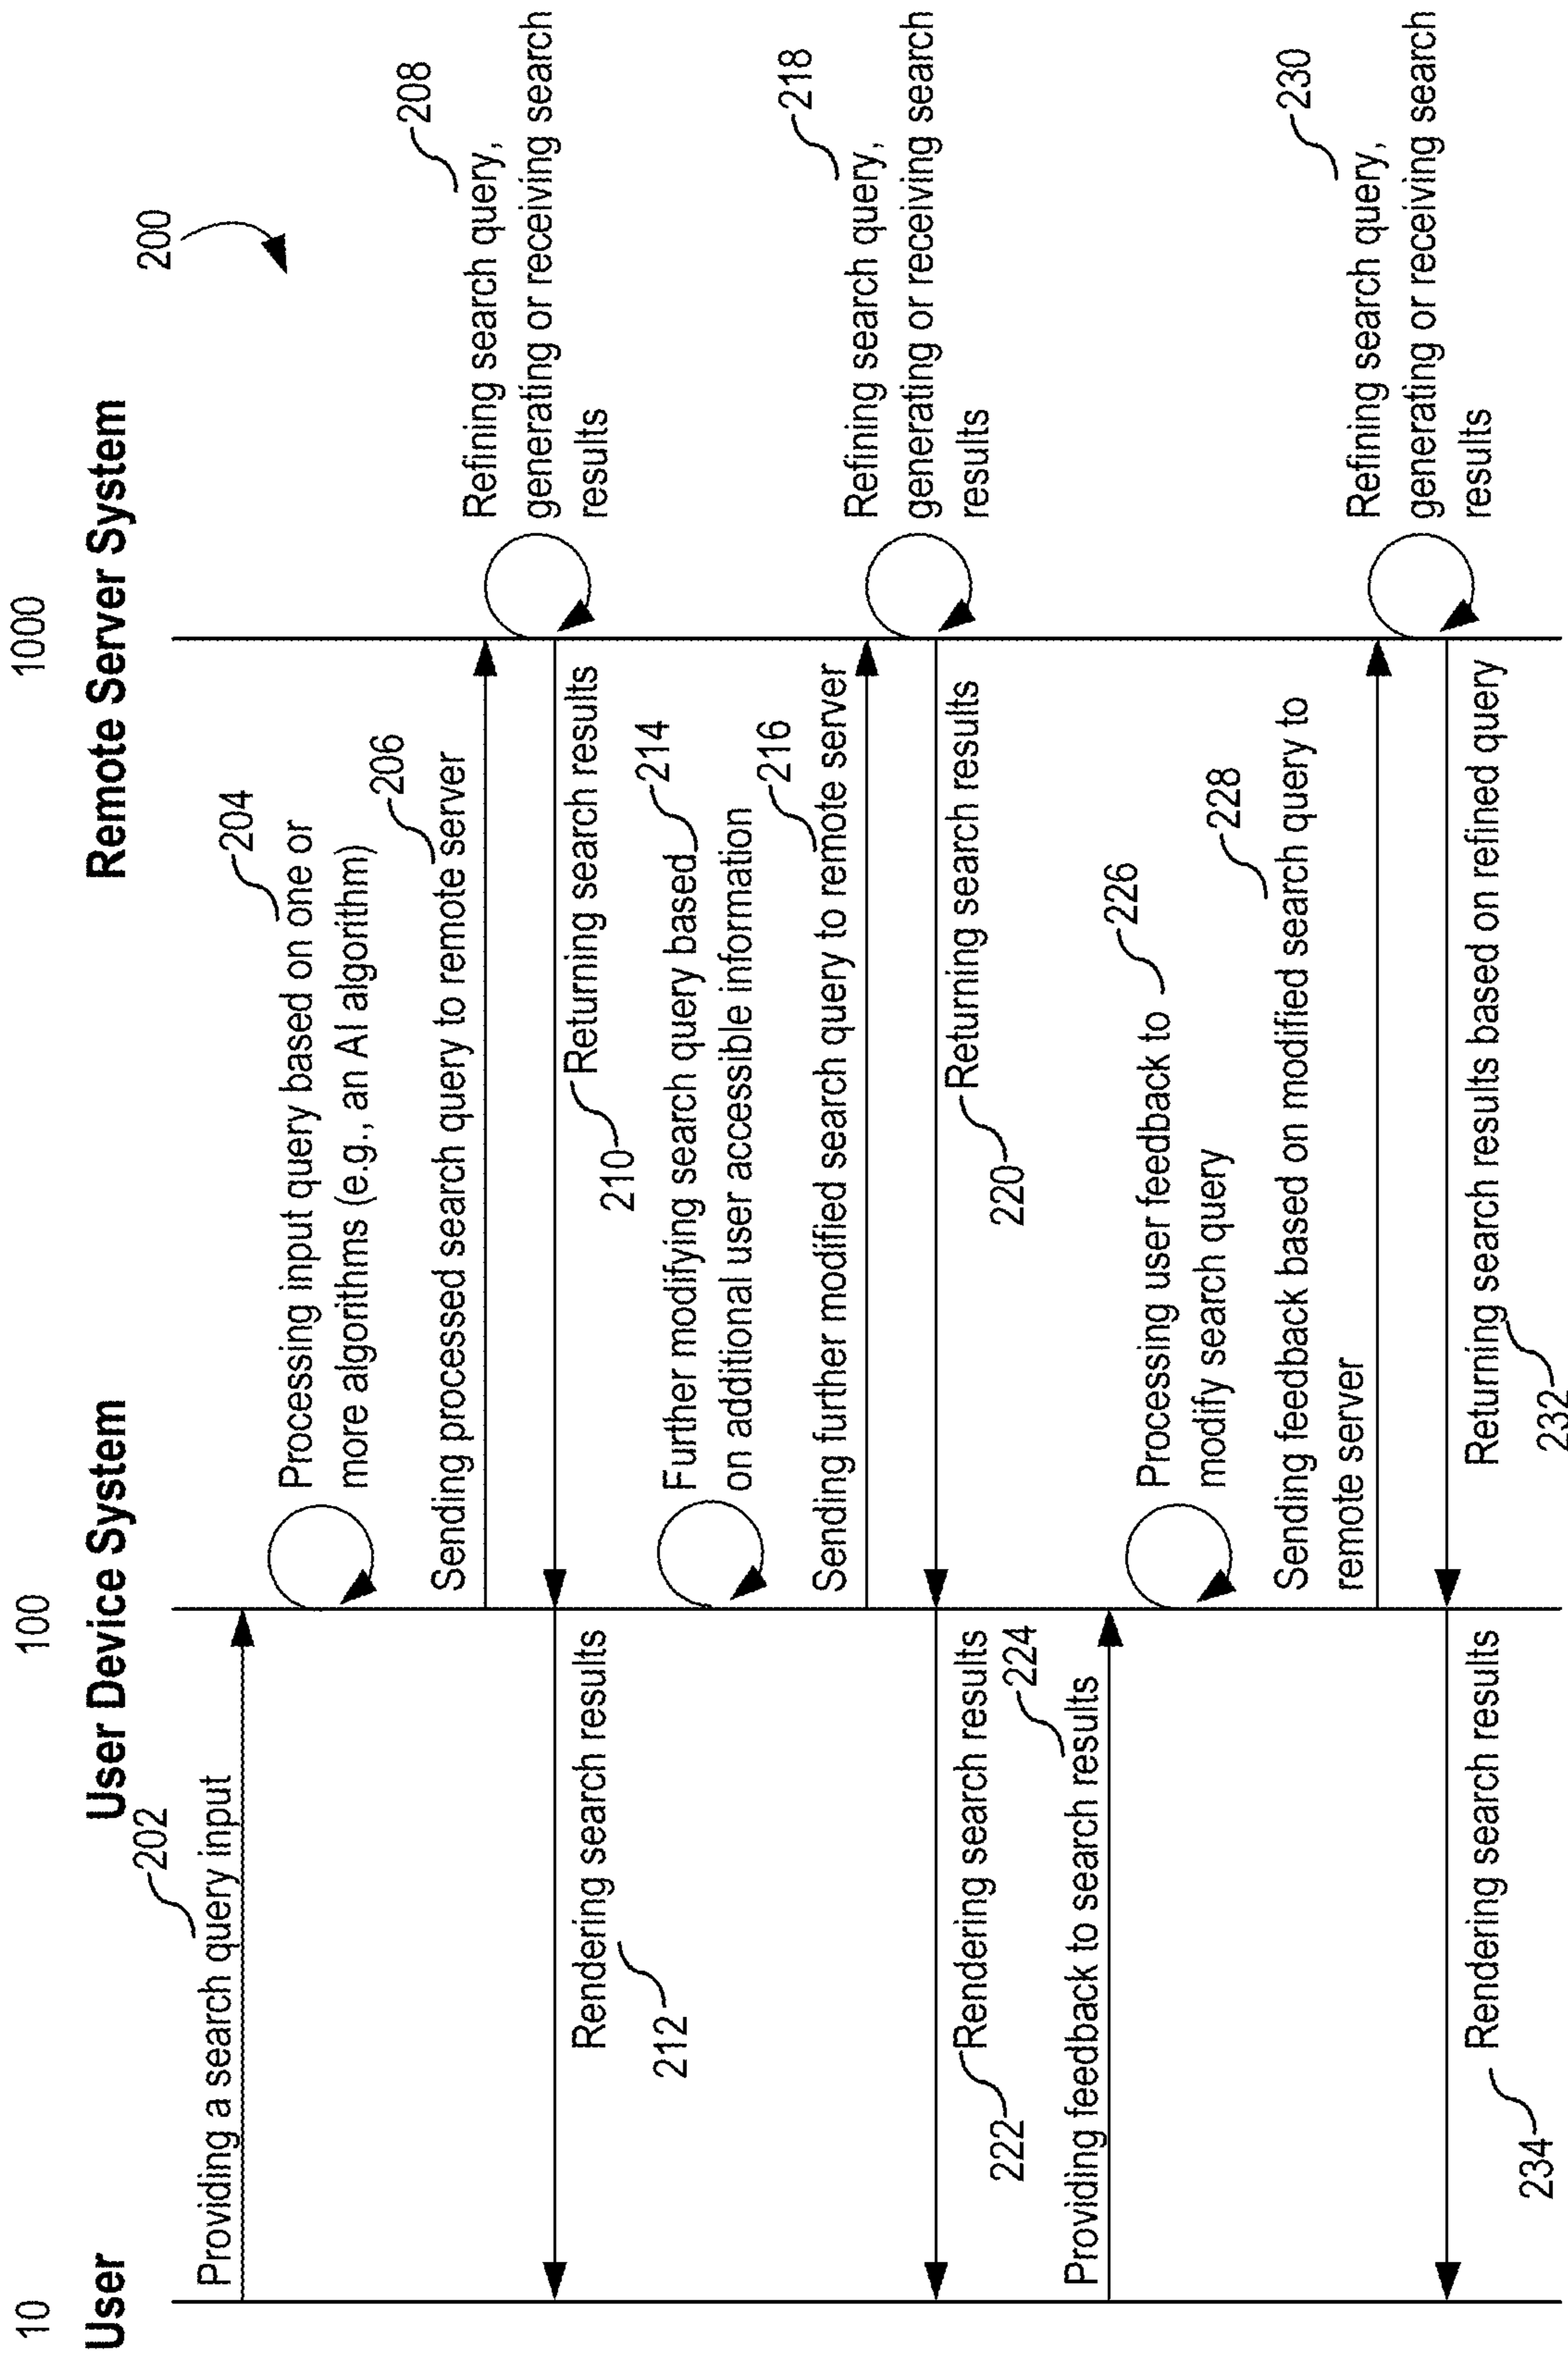 10
100
1000
User
User Device System
Remote Server System
200
202
Providing a search query input
204
Processing input query based on one or
more algorithms (e.g., an AI algorithm)
206
Sending processed search query to remote server
208
Refining search query,
generating or receiving search
results
Returning search results
210
Rendering search results
212
214
Further modifying search query based
on additional user accessible information
216
Sending further modified search query to remote server
218
Refining search query,
generating or receiving search
results
Returning search results
220
Rendering search results
222
224
Providing feedback to search results
226
Processing user feedback to
modify search query
228
Sending feedback based on modified search query to
remote server
230
Refining search query,
generating or receiving search
results
Returning search results based on refined query
232
Rendering search results
234